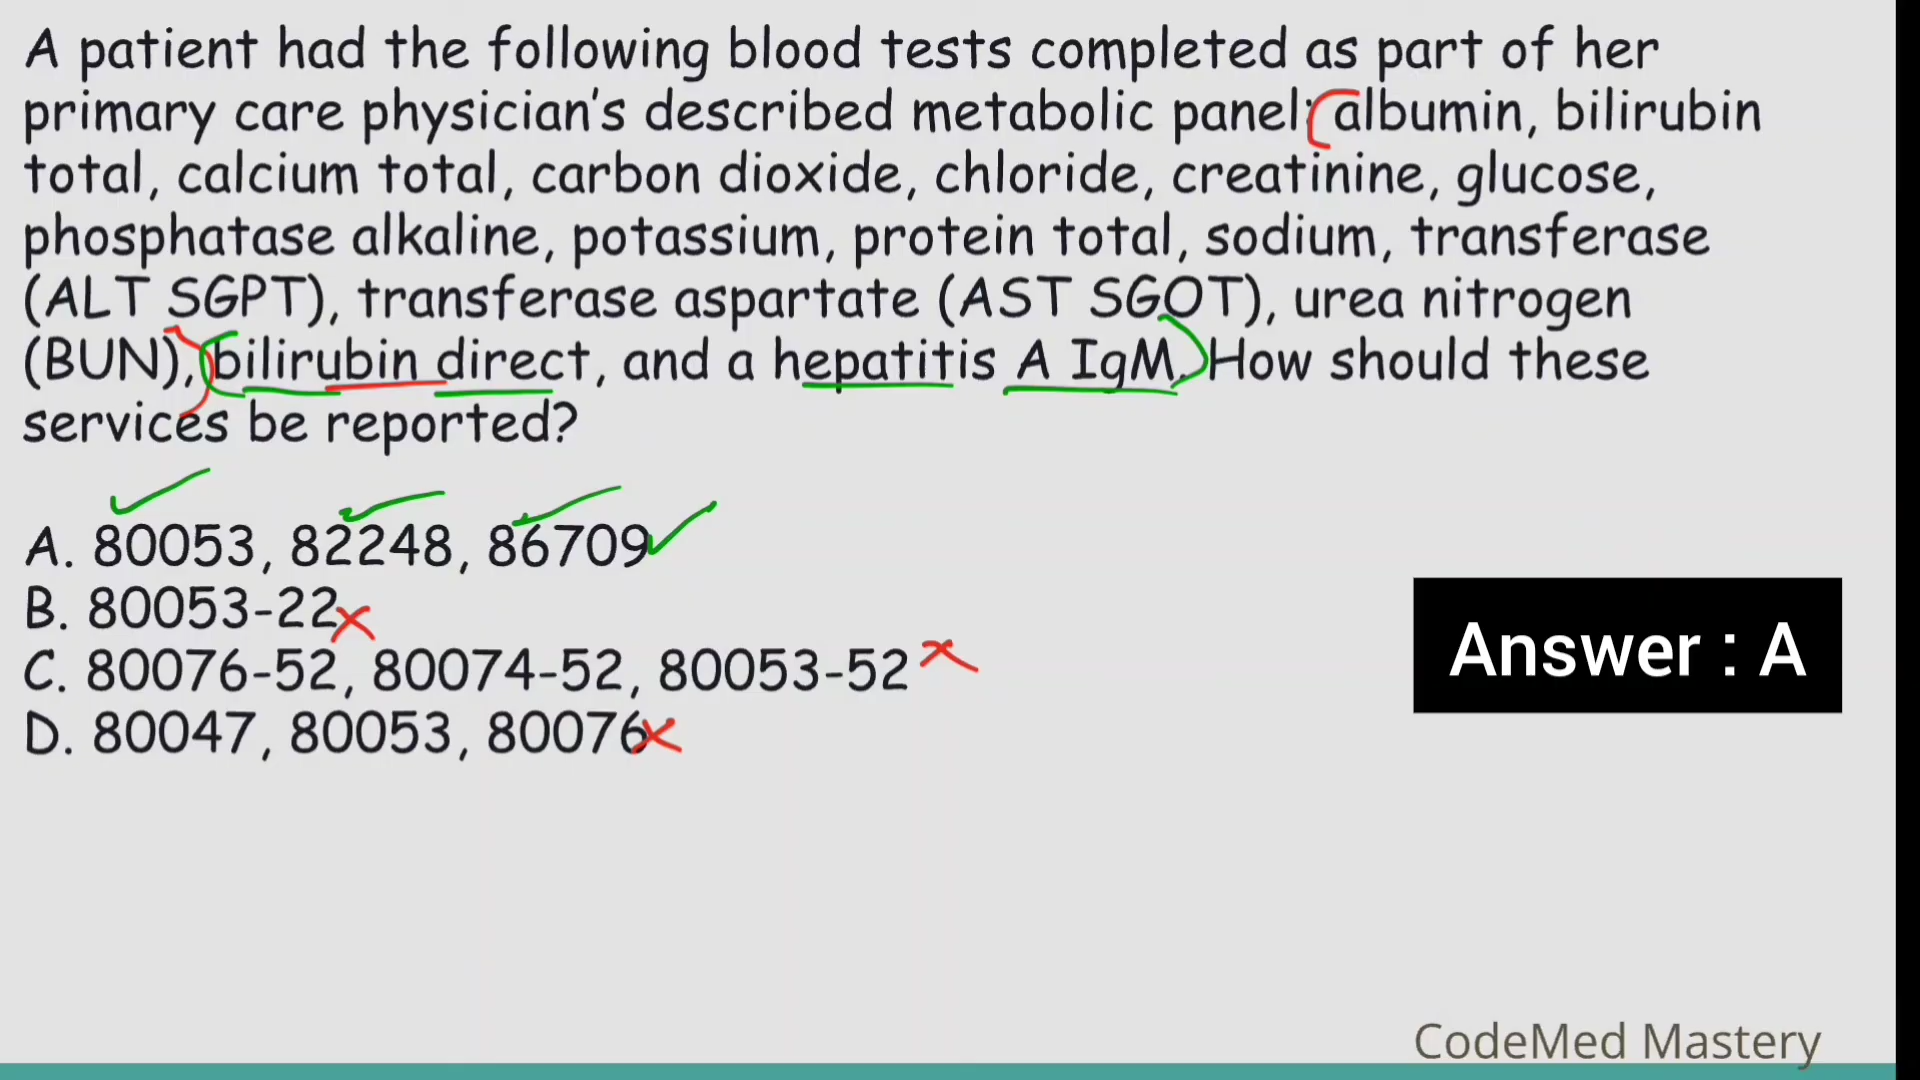 A patient had the following blood tests completed as part of her
primary care physician's described metabolic panel: albumin, bilirubin
total, calcium total, carbon dioxide, chloride, creatinine, glucose,
phosphatase alkaline, potassium, protein total, sodium, transferase
(ALT SGPT), transferase aspartate (AST SGOT), urea nitrogen
(BUN), bilirubin direct, and a hepatitis A IgM. How should these
services be reported?
A. 80053, 82248, 86709
B. 80053-22
C. 80076-52, 80074-52, 80053-52
D. 80047, 80053, 80076
Answer : A
CodeMed Mastery